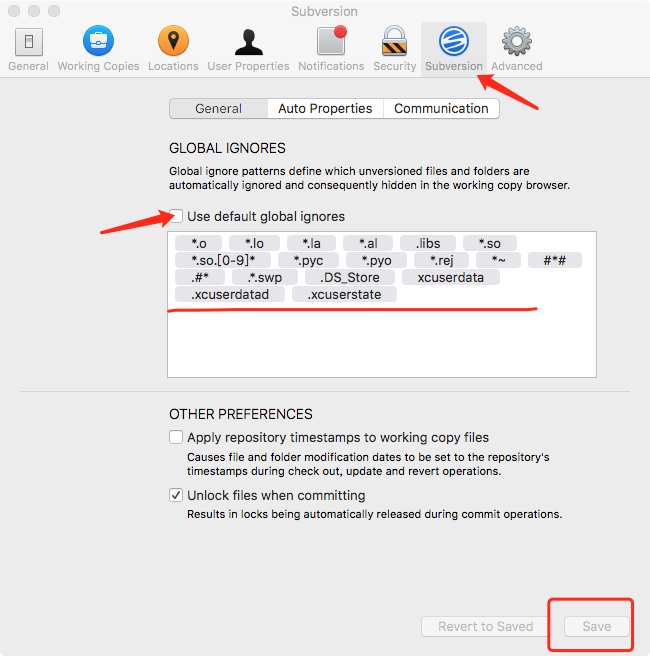 Subversion
General Working Copies Locations User Properties Notifications Security Subversion Advanced
General Auto Properties Communication
GLOBAL IGNORES
Global ignore patterns define which unversioned files and folders are
automatically ignored and consequently hidden in the working copy browser.
Use default global ignores
*.o *.lo *.la *.al .libs *.so
*.so.[0-9]* *.pyc *.pyo *.rej *~ #*#
.#* .*.swp .DS_Store xcuserdata
.xcuserdatad .xcuserstate
OTHER PREFERENCES
Apply repository timestamps to working copy files
Causes file and folder modification dates to be set to the repository's
timestamps during check out, update and revert operations.
Unlock files when committing
Results in locks being automatically released during commit operations.
Revert to Saved Save